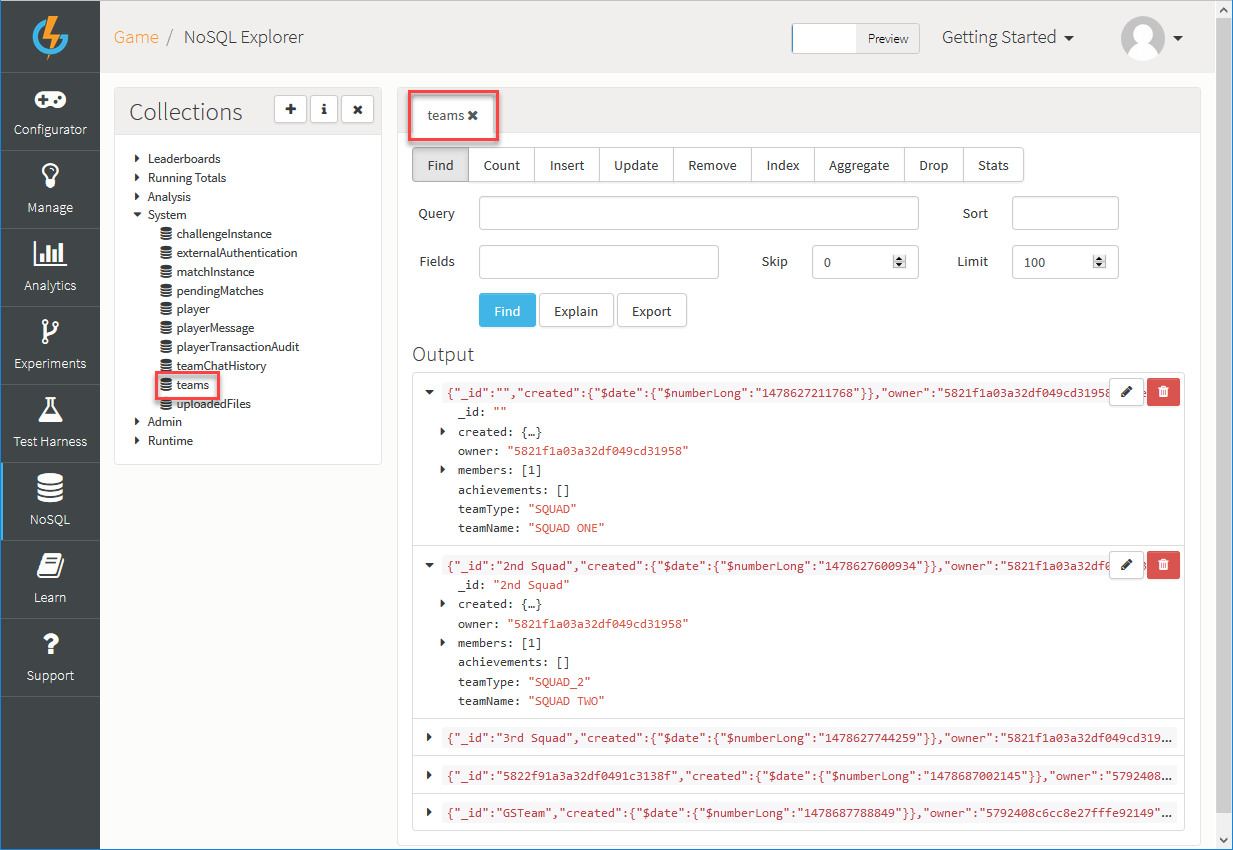 Game / NoSQL Explorer
Preview
Getting Started
Configurator
Manage
Analytics
Experiments
Test Harness
NoSQL
Learn
Support
Collections
Leaderboards
Running Totals
Analysis
System
challengeInstance
externalAuthentication
matchInstance
pendingMatches
player
playerMessage
playerTransactionAudit
teamChatHistory
teams
uploadedFiles
Admin
Runtime
teams
Find Count Insert Update Remove Index Aggregate Drop Stats
Query Sort
Fields Skip 0 Limit 100
Find Explain Export
Output
{"_id":"","created":{"$date":{"$numberLong":"1478627211768"}},"owner":"5821f1a03a32df049cd31958
_id: ""
created: {…}
owner: "5821f1a03a32df049cd31958"
members: [1]
achievements: []
teamType: "SQUAD"
teamName: "SQUAD ONE"
{"_id":"2nd Squad","created":{"$date":{"$numberLong":"1478627600934"}},"owner":"5821f1a03a32df0
_id: "2nd Squad"
created: {…}
owner: "5821f1a03a32df049cd31958"
members: [1]
achievements: []
teamType: "SQUAD_2"
teamName: "SQUAD TWO"
{"_id":"3rd Squad","created":{"$date":{"$numberLong":"1478627744259"}},"owner":"5821f1a03a32df049cd319...
{"_id":"5822f91a3a32df0491c3138f","created":{"$date":{"$numberLong":"1478687002145"}},"owner":"5792408...
{"_id":"GSTeam","created":{"$date":{"$numberLong":"1478687788849"}},"owner":"5792408c6cc8e27fffe92149"...